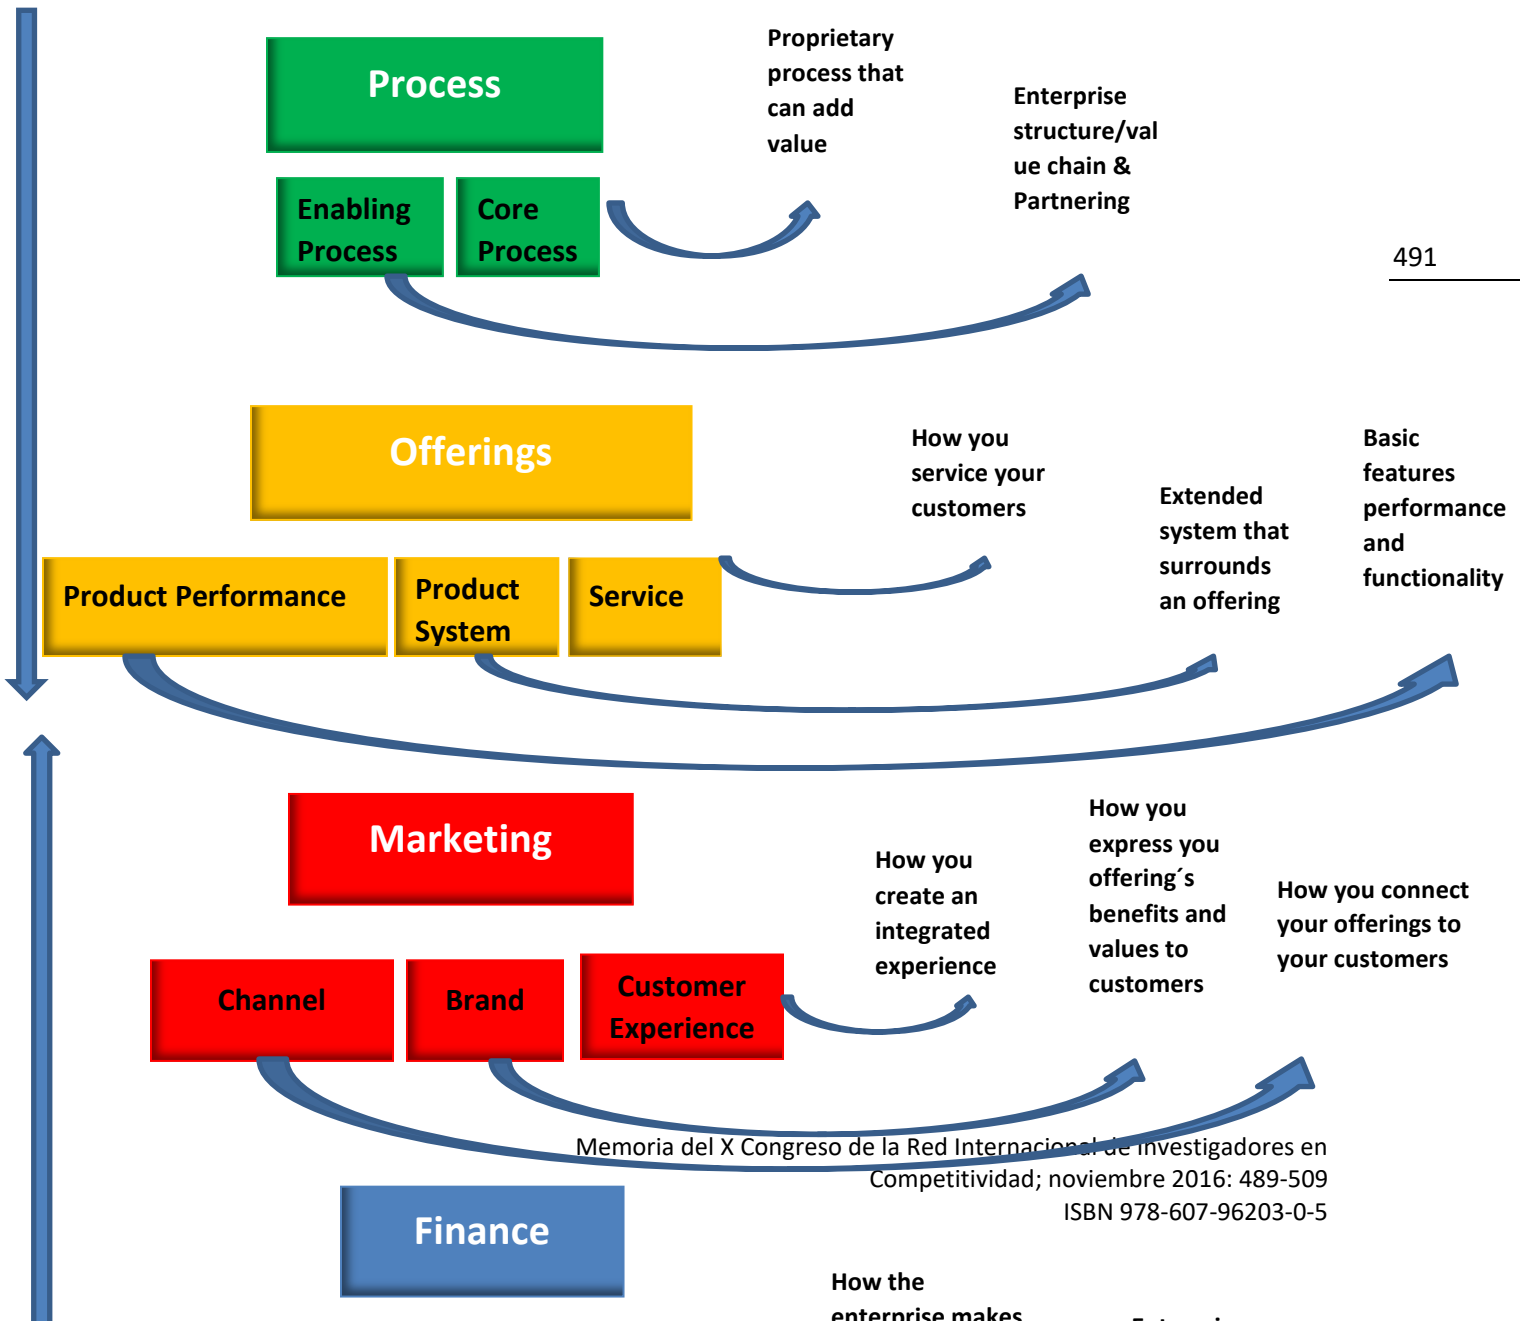 Process
Proprietary
process that
can add
value
Enterprise
structure/val
ue chain &
Partnering
Enabling
Process
Core
Process
491
Offerings
How you
service your
customers
Extended
system that
surrounds
an offering
Basic
features
performance
and
functionality
Product Performance
Product
System
Service
Marketing
How you
create an
integrated
experience
How you
express you
offering´s
benefits and
values to
customers
How you connect
your offerings to
your customers
Channel
Brand
Customer
Experience
Memoria del X Congreso de la Red Internacional de Investigadores en
Competitividad; noviembre 2016: 489-509
ISBN 978-607-96203-0-5
Finance
How the
enterprise makes